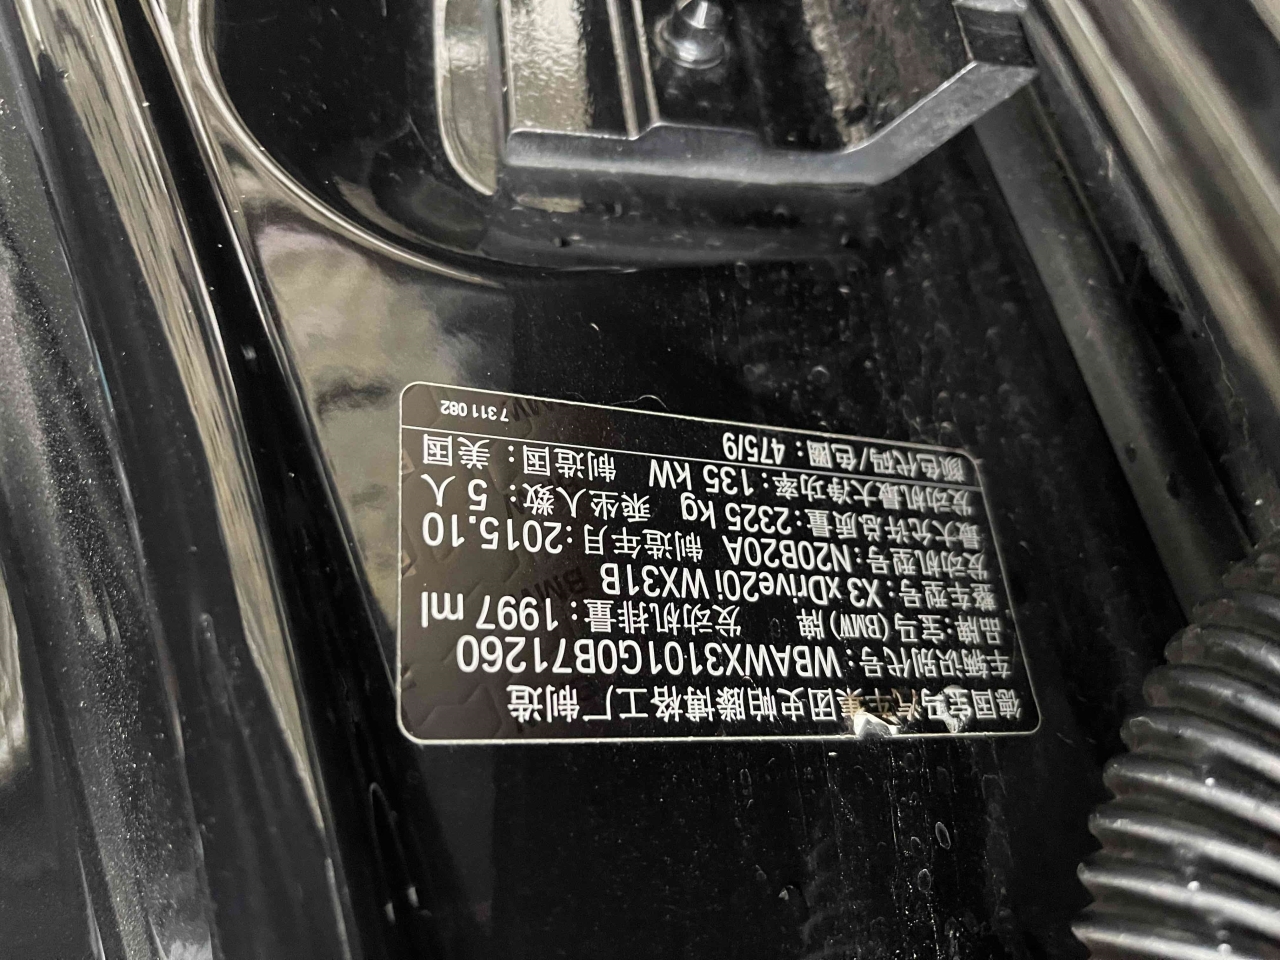 德国宝马汽车集团史帕滕博格工厂制造
车辆识别代号：WBAWX3101G0B71260
品牌：宝马(BMW)牌 发动机排量：1997 ml
整车型号：X3 xDrive20i WX31B
发动机型号：N20B20A 制造年月：2015.10
最大允许总质量：2325 kg 乘坐人数：5 人
发动机最大净功率：135 kW 制造国：美国
颜色代码/色圈：475/9
7 311 082